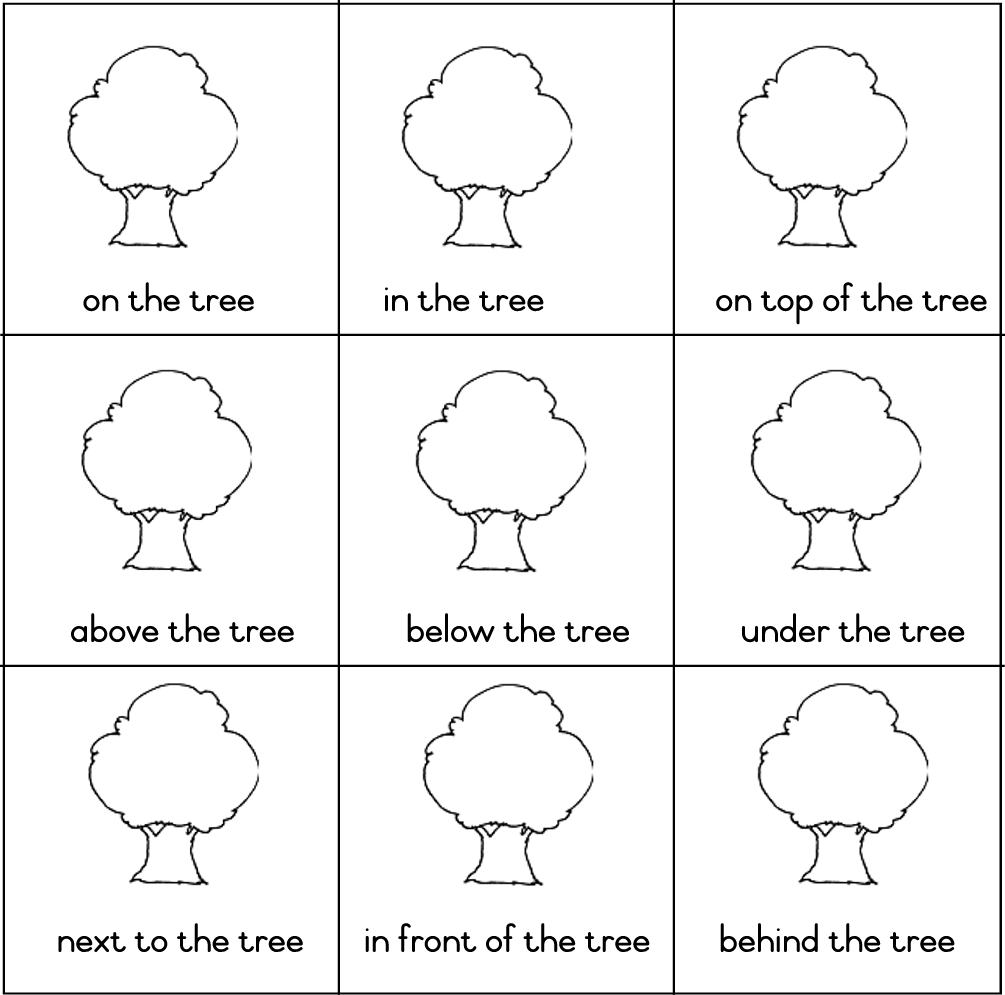 on the tree
in the tree
on top of the tree
above the tree
below the tree
under the tree
next to the tree
in front of the tree
behind the tree